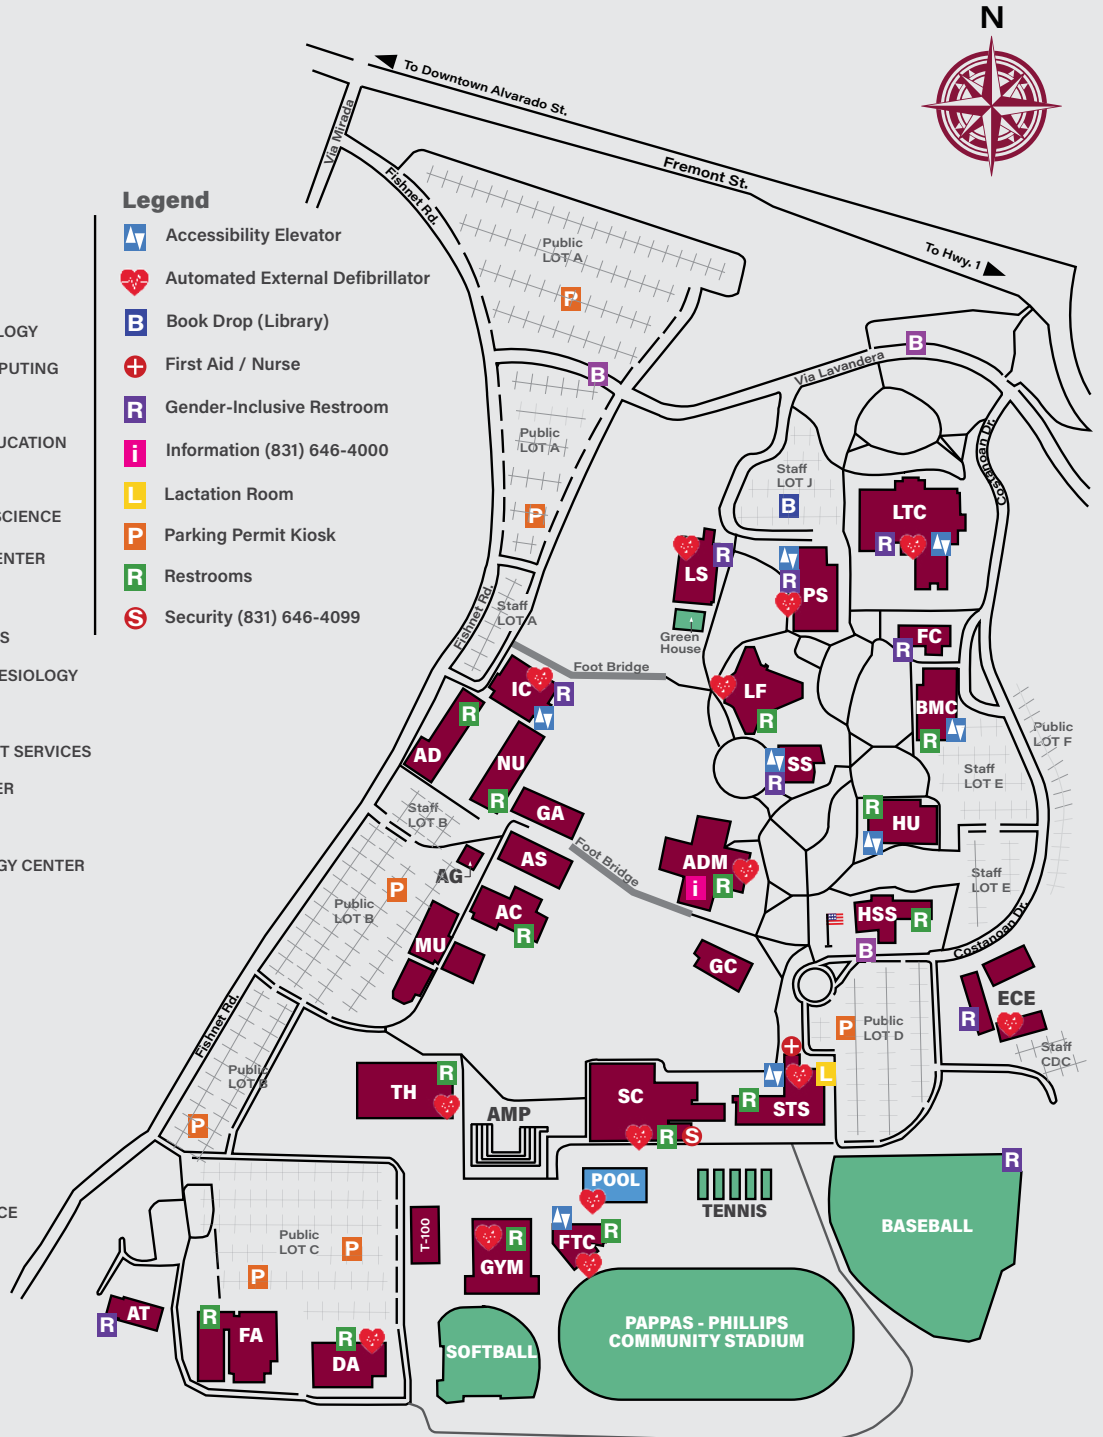 N
To Downtown Alvarado St.
Via Mirada
Fremont St.
Fishnet Rd.
To Hwy. 1
Legend
Accessibility Elevator
Automated External Defibrillator
B Book Drop (Library)
First Aid / Nurse
R Gender-Inclusive Restroom
i Information (831) 646-4000
L Lactation Room
P Parking Permit Kiosk
R Restrooms
S Security (831) 646-4099
LOGY
PUTING
UCATION
SCIENCE
ENTER
S
ESIOLOGY
T SERVICES
ER
GY CENTER
CE
Public
LOT A
P
B
B
Via Lavandera
Public
LOT A
P
Costanoan Dr.
Staff
LOT J
B
LTC
R
LS
R
R
PS
Green
House
Fishnet Rd.
Staff
LOT A
Foot Bridge
FC
R
IC
R
LF
R
BMC
R
Public
LOT F
R
AD
NU
R
SS
R
Staff
LOT E
Staff
LOT B
GA
R
HU
AS
Foot Bridge
ADM
i
R
AG
P
Public
LOT B
AC
R
MU
Staff
LOT E
HSS
R
B
Costanoan Dr.
GC
ECE
R
P
Public
LOT D
Staff
CDC
Fishnet Rd.
Public
LOT B
P
TH
R
AMP
SC
R
S
L
R
STS
POOL
TENNIS
R
BASEBALL
T-100
R
GYM
FTC
R
Public
LOT C
P
P
AT
R
R
FA
R
DA
SOFTBALL
PAPPAS - PHILLIPS
COMMUNITY STADIUM